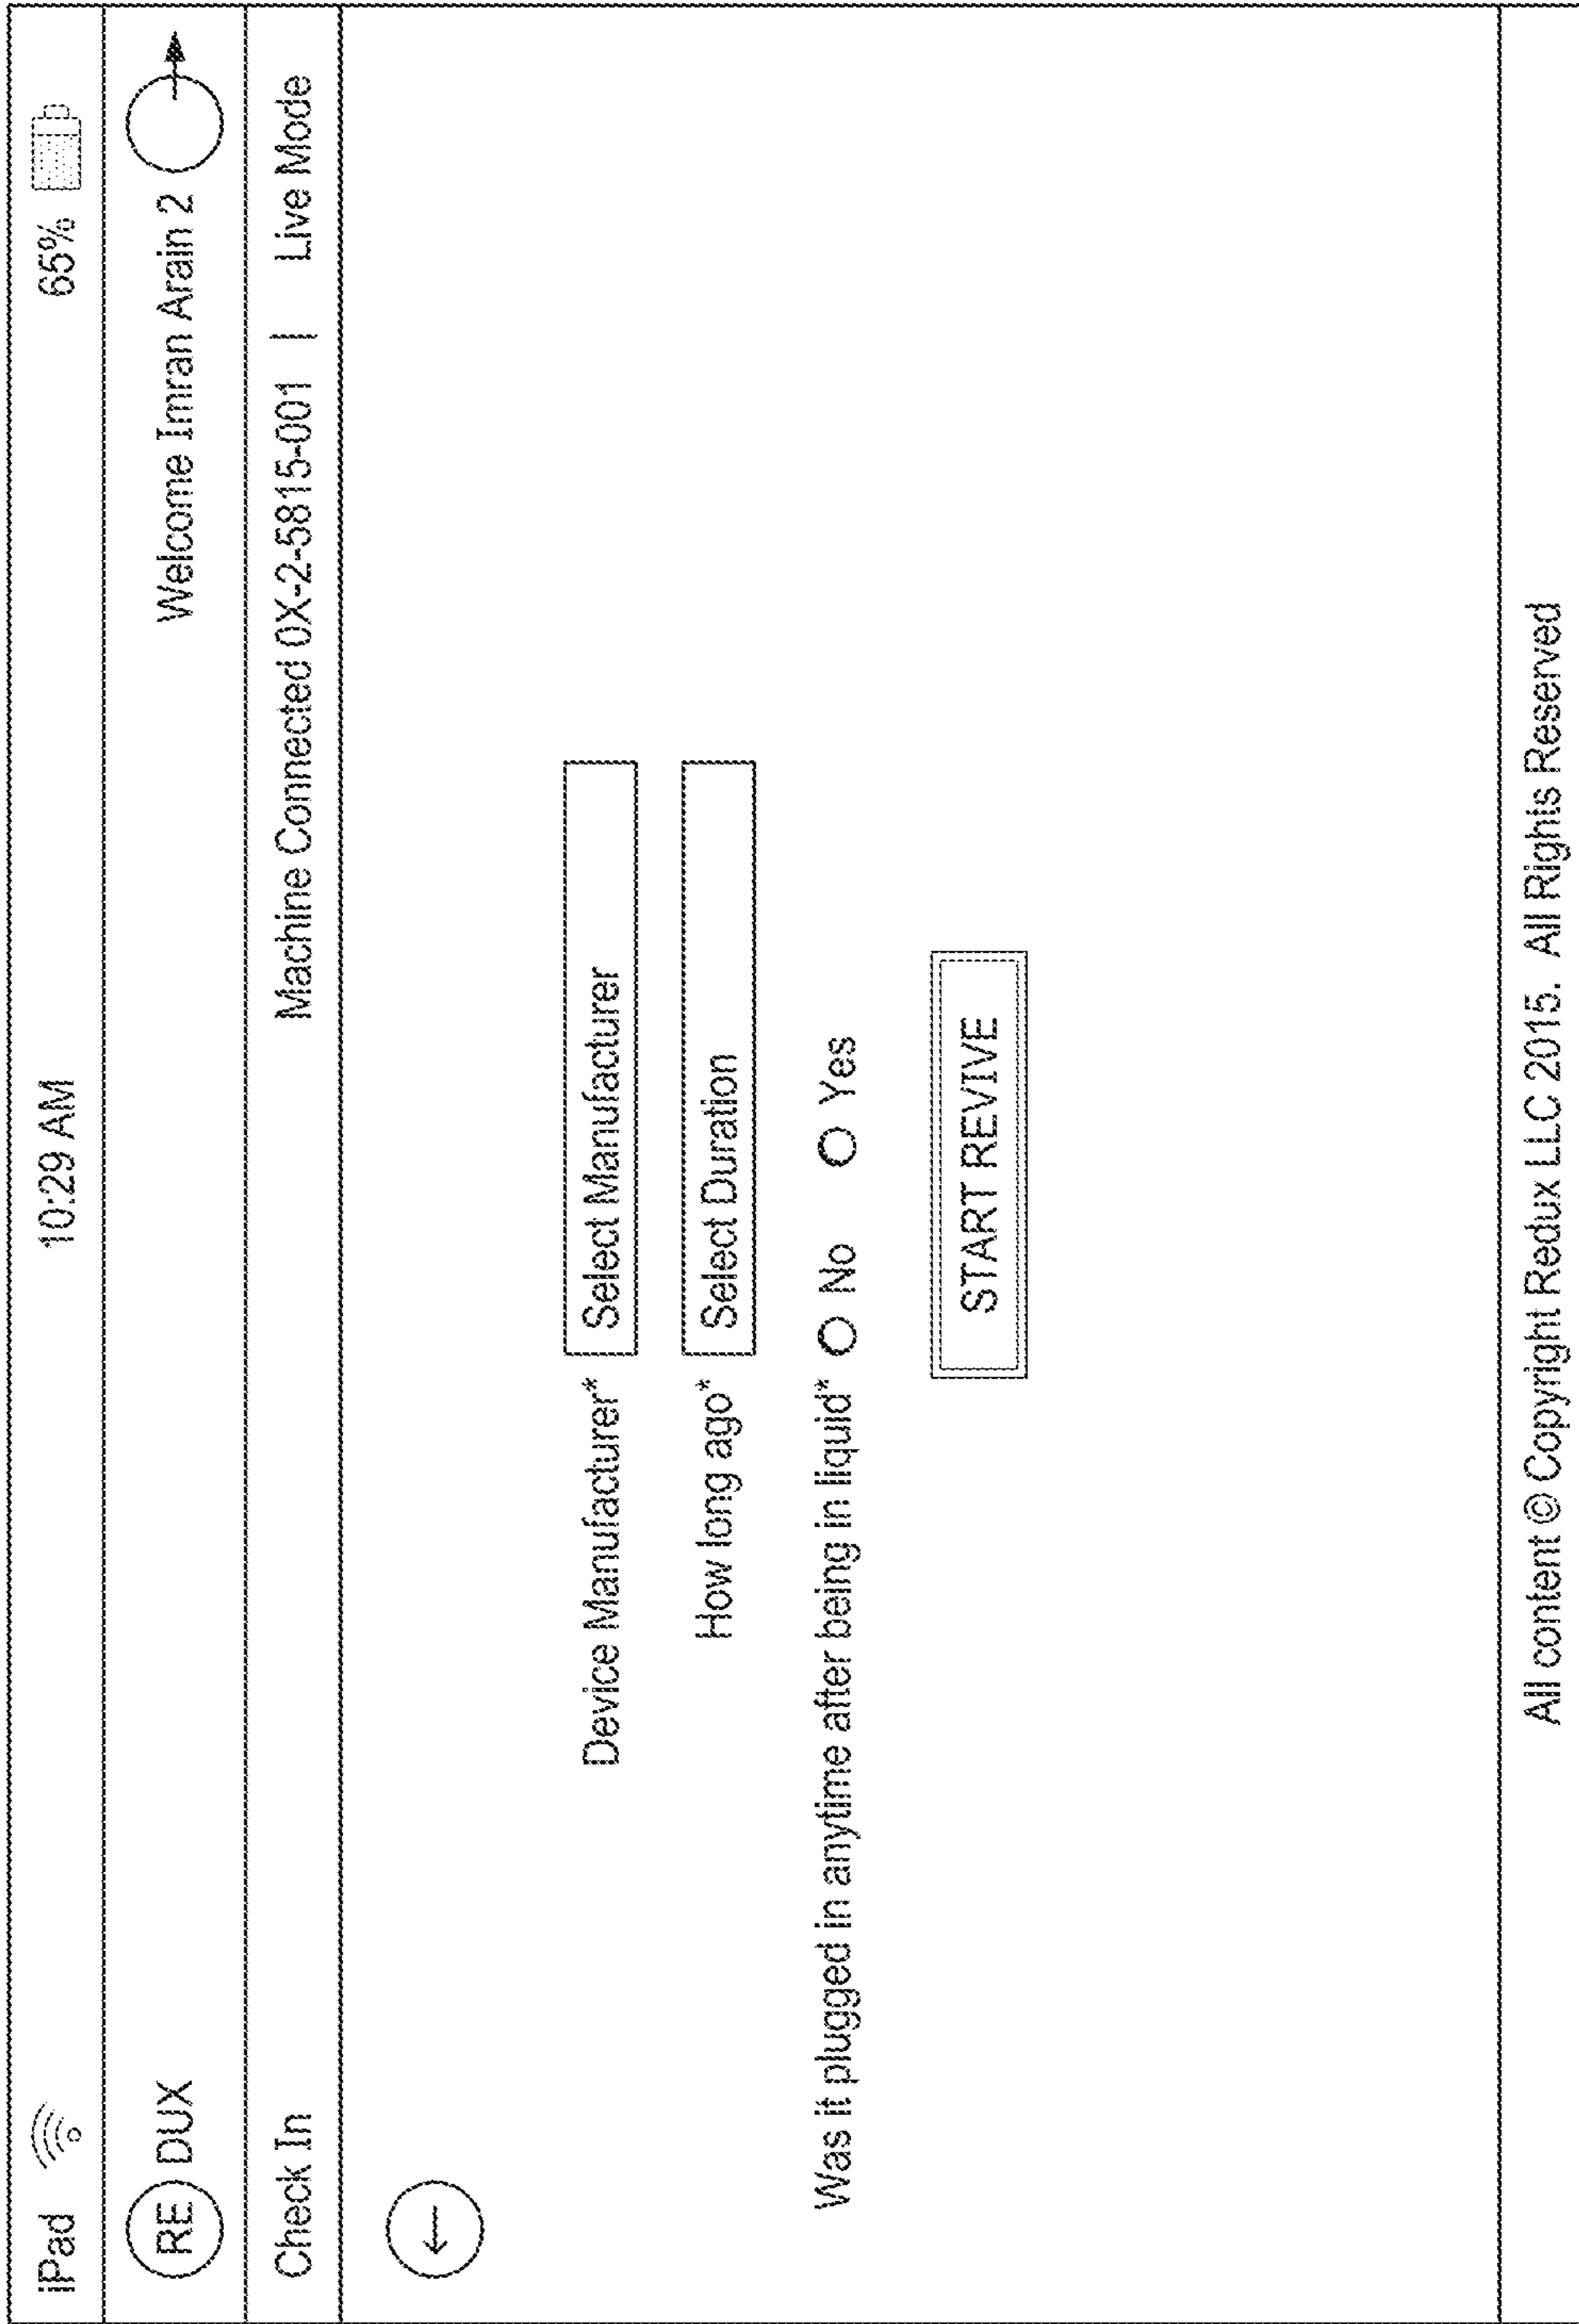 iPad 10:29 AM 65%
REDUX Welcome Imran Arain 2
Check In Machine Connected 0X-2-5815-001 | Live Mode
←
Device Manufacturer* Select Manufacturer
How long ago* Select Duration
Was it plugged in anytime after being in liquid* No Yes
START REVIVE
All content © Copyright Redux LLC 2015. All Rights Reserved